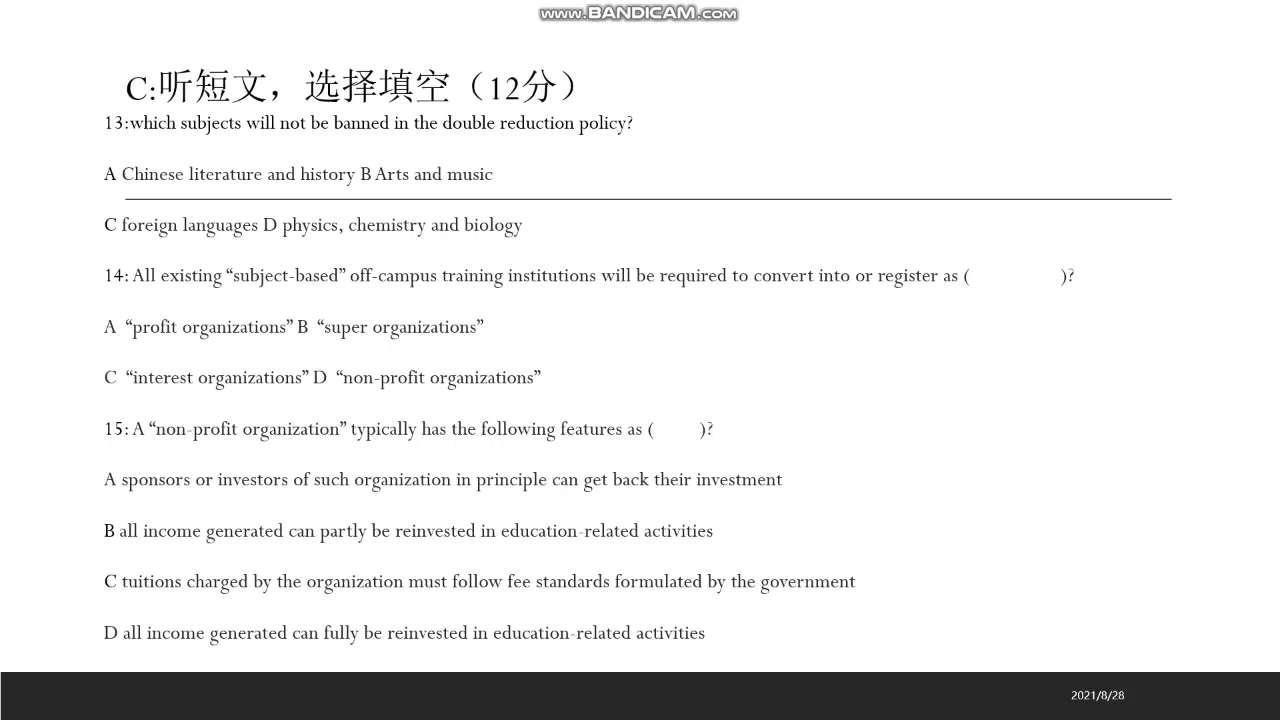 www.BANDICAM.com
C:听短文，选择填空（12分）
13:which subjects will not be banned in the double reduction policy?
A Chinese literature and history B Arts and music
C foreign languages D physics, chemistry and biology
14: All existing “subject-based” off-campus training institutions will be required to convert into or register as ( )?
A “profit organizations” B “super organizations”
C “interest organizations” D “non-profit organizations”
15: A “non-profit organization” typically has the following features as ( )?
A sponsors or investors of such organization in principle can get back their investment
B all income generated can partly be reinvested in education-related activities
C tuitions charged by the organization must follow fee standards formulated by the government
D all income generated can fully be reinvested in education-related activities
2021/8/28